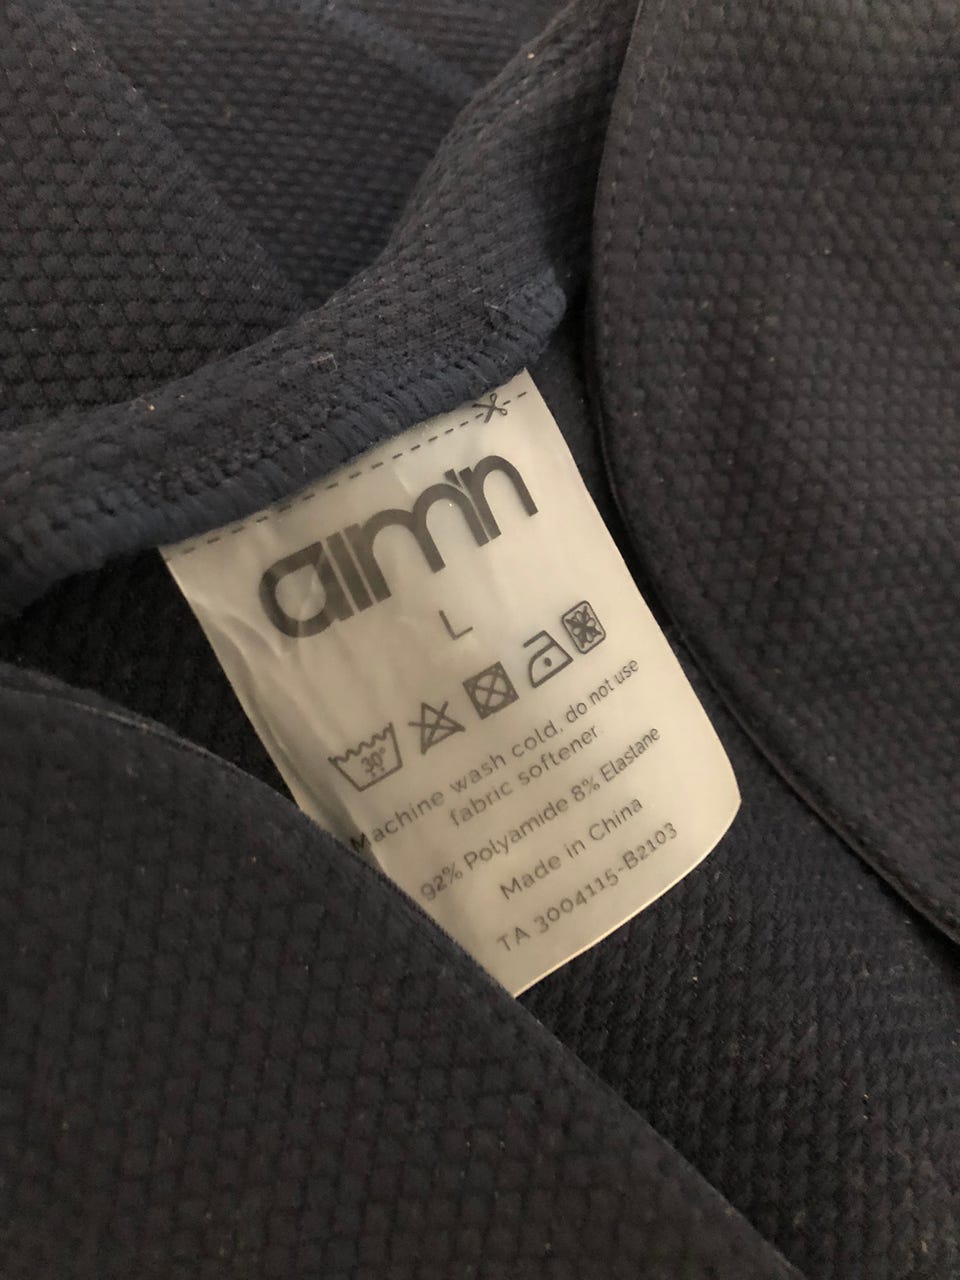 aim'n
L
30°
Machine wash cold, do not use
fabric softener.
92% Polyamide 8% Elastane
Made in China
TA 3004115-B2103